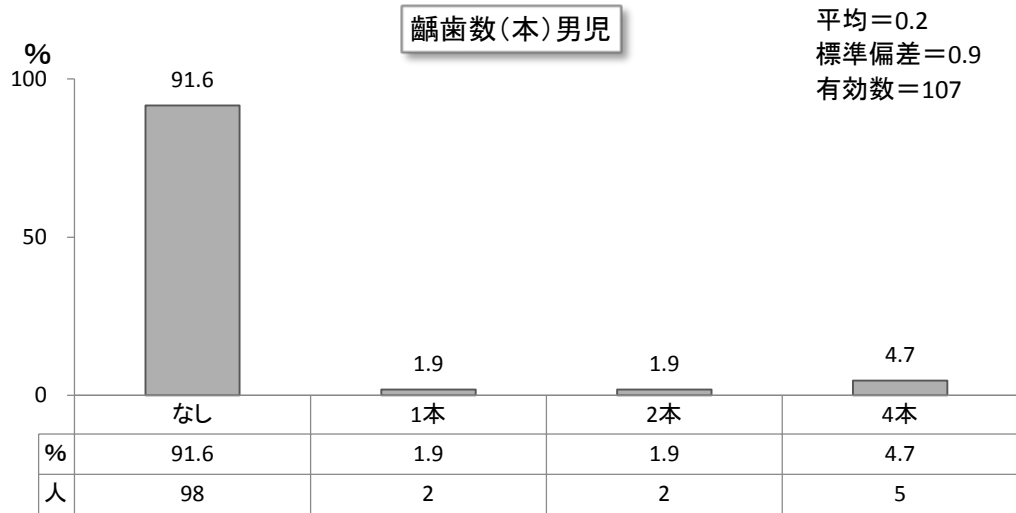 齲歯数(本)男児
平均=0.2
標準偏差=0.9
有効数=107
%
100
50
0
91.6
1.9
1.9
4.7
なし 1本 2本 4本
% 91.6 1.9 1.9 4.7
人 98 2 2 5